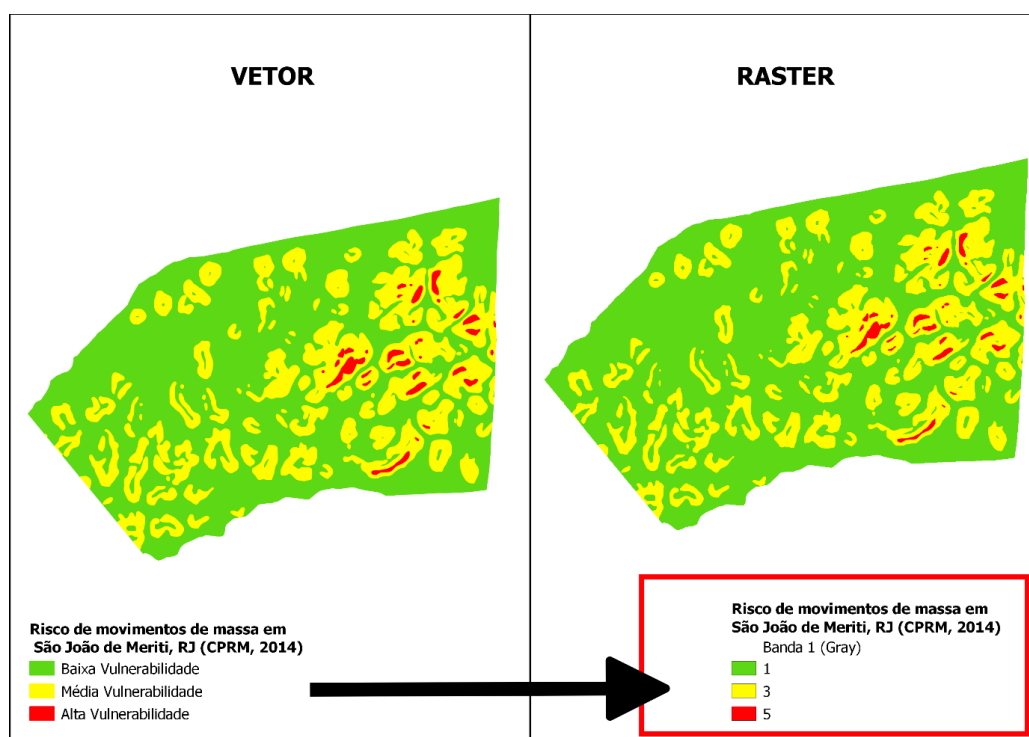 VETOR
RASTER
Risco de movimentos de massa em
São João de Meriti, RJ (CPRM, 2014)
Baixa Vulnerabilidade
Média Vulnerabilidade
Alta Vulnerabilidade
Risco de movimentos de massa em
São João de Meriti, RJ (CPRM, 2014)
Banda 1 (Gray)
1
3
5